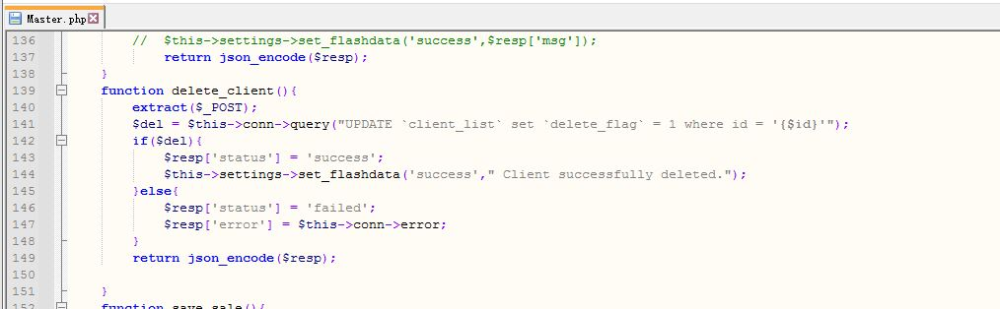 Master.php
136 // $this->settings->set_flashdata('success',$resp['msg']);
137 return json_encode($resp);
138 }
139 function delete_client(){
140 extract($_POST);
141 $del = $this->conn->query("UPDATE `client_list` set `delete_flag` = 1 where id = '{$id}'");
142 if($del){
143 $resp['status'] = 'success';
144 $this->settings->set_flashdata('success'," Client successfully deleted.");
145 }else{
146 $resp['status'] = 'failed';
147 $resp['error'] = $this->conn->error;
148 }
149 return json_encode($resp);
150
151 }
152 function save_sale(){